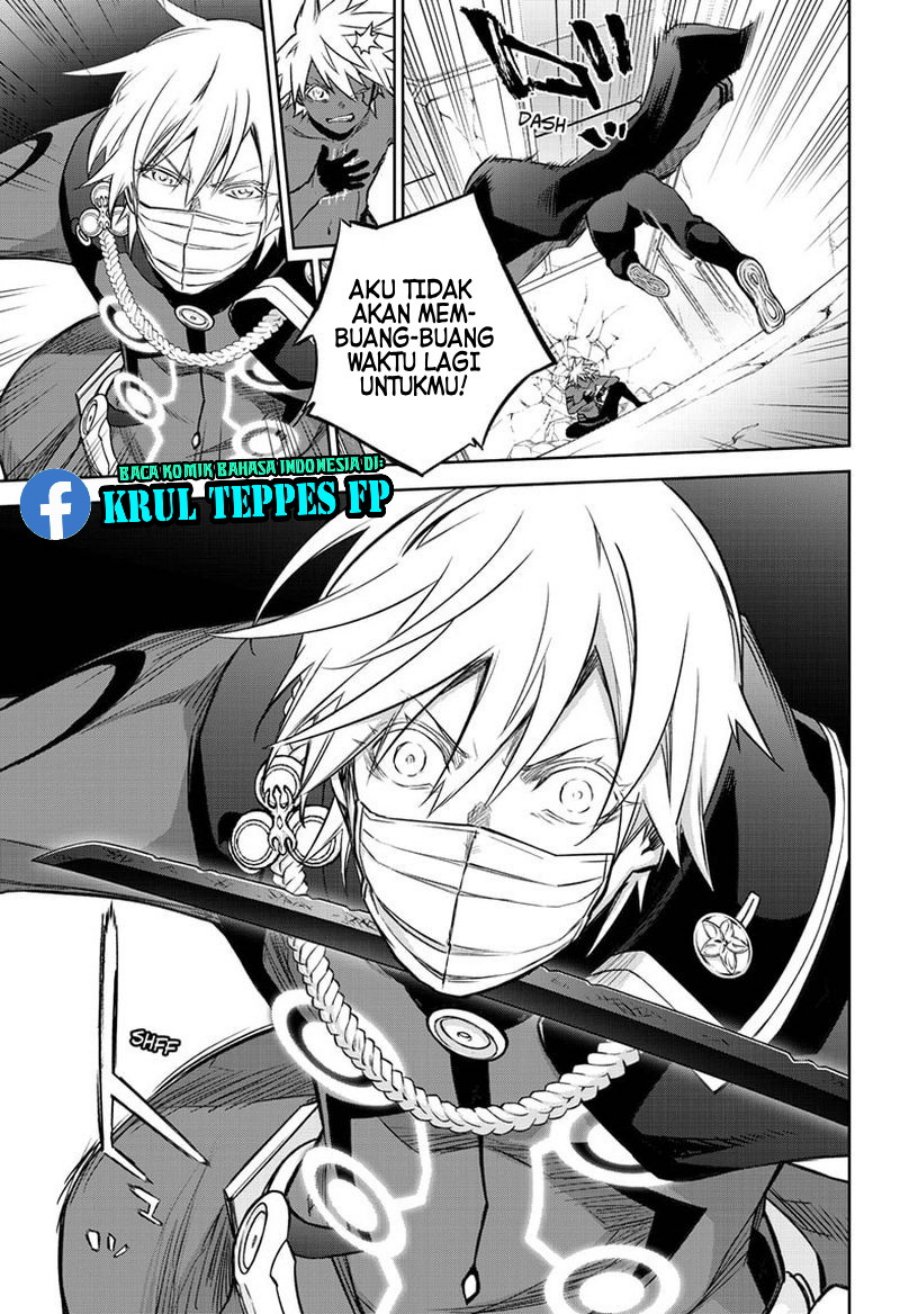 DASH
AKU TIDAK
AKAN MEM-
BUANG-BUANG
WAKTU LAGI
UNTUKMU!
BACA KOMIK BAHASA INDONESIA DI:
KRUL TEPPES FP
SHFF